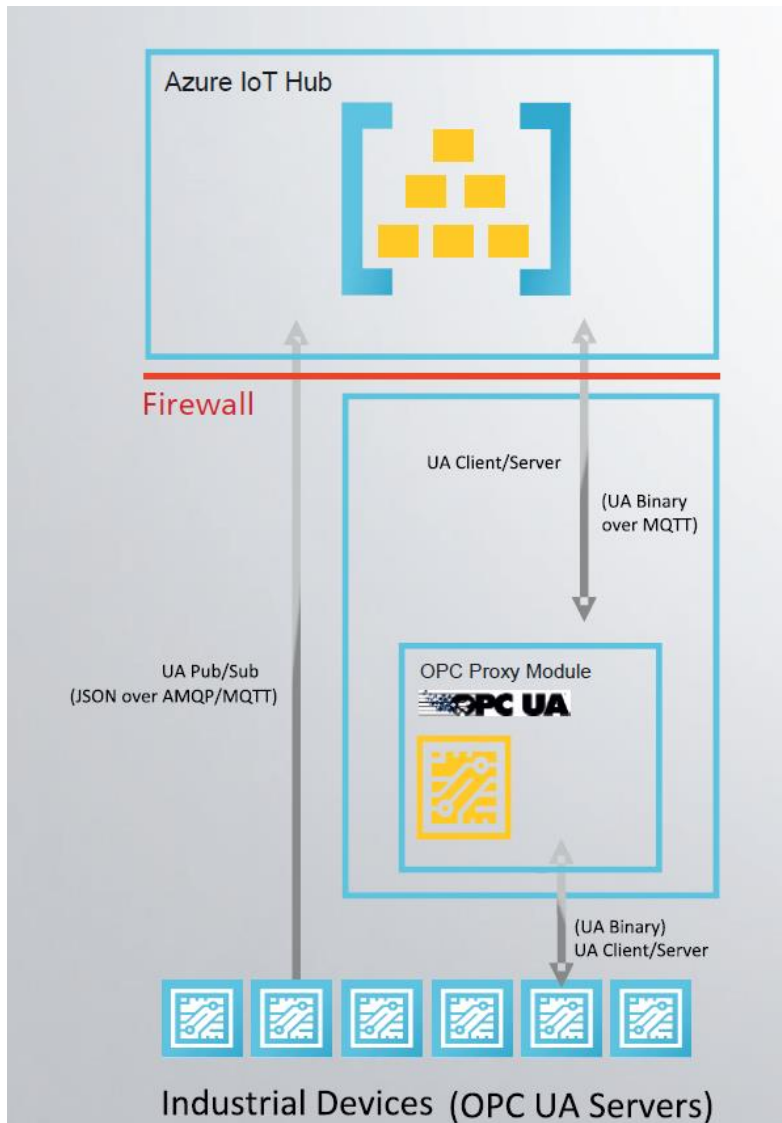 Azure IoT Hub
Firewall
UA Client/Server
(UA Binary
over MQTT)
UA Pub/Sub
(JSON over AMQP/MQTT)
OPC Proxy Module
OPC UA
(UA Binary)
UA Client/Server
Industrial Devices (OPC UA Servers)